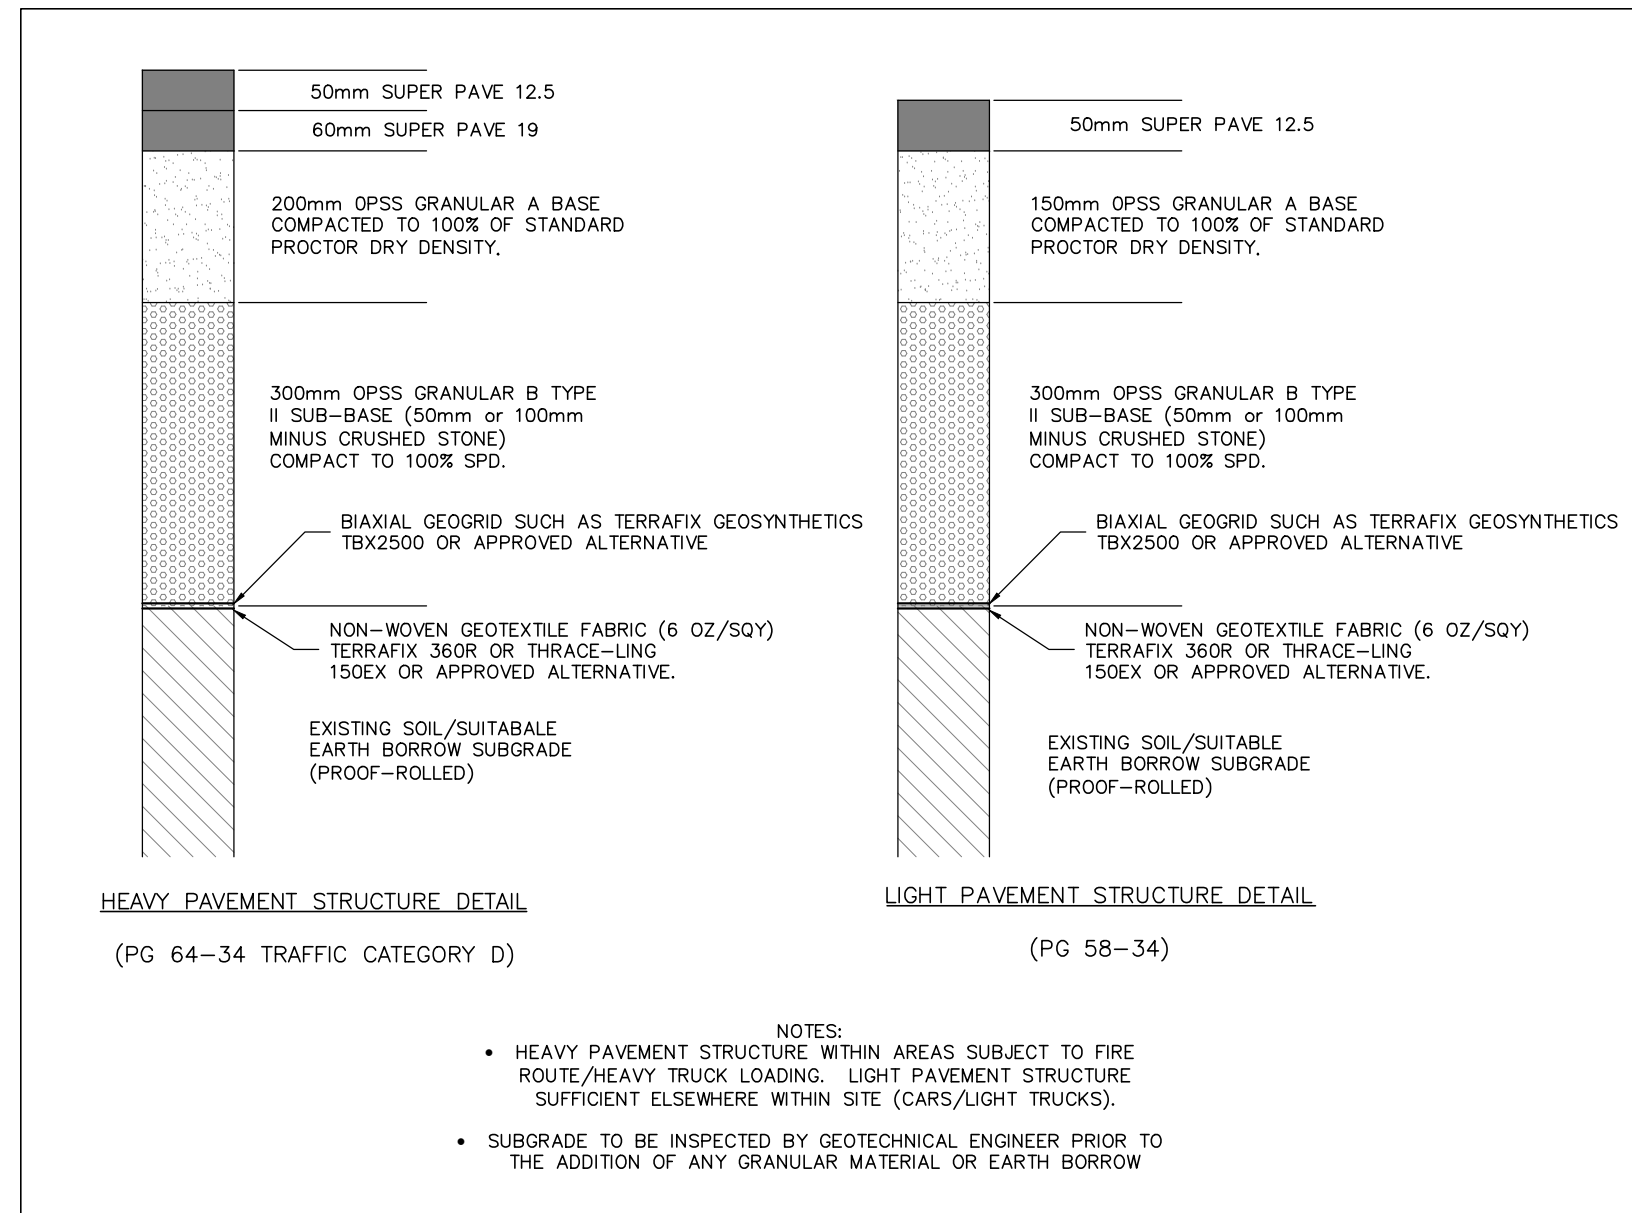 50mm SUPER PAVE 12.5
60mm SUPER PAVE 19
200mm OPSS GRANULAR A BASE
COMPACTED TO 100% OF STANDARD
PROCTOR DRY DENSITY.
300mm OPSS GRANULAR B TYPE
II SUB-BASE (50mm or 100mm
MINUS CRUSHED STONE)
COMPACT TO 100% SPD.
BIAXIAL GEOGRID SUCH AS TERRAFIX GEOSYNTHETICS
TBX2500 OR APPROVED ALTERNATIVE
NON-WOVEN GEOTEXTILE FABRIC (6 OZ/SQY)
TERRAFIX 360R OR THRACE-LING
150EX OR APPROVED ALTERNATIVE.
EXISTING SOIL/SUITABALE
EARTH BORROW SUBGRADE
(PROOF-ROLLED)
HEAVY PAVEMENT STRUCTURE DETAIL
(PG 64-34 TRAFFIC CATEGORY D)
50mm SUPER PAVE 12.5
150mm OPSS GRANULAR A BASE
COMPACTED TO 100% OF STANDARD
PROCTOR DRY DENSITY.
300mm OPSS GRANULAR B TYPE
II SUB-BASE (50mm or 100mm
MINUS CRUSHED STONE)
COMPACT TO 100% SPD.
BIAXIAL GEOGRID SUCH AS TERRAFIX GEOSYNTHETICS
TBX2500 OR APPROVED ALTERNATIVE
NON-WOVEN GEOTEXTILE FABRIC (6 OZ/SQY)
TERRAFIX 360R OR THRACE-LING
150EX OR APPROVED ALTERNATIVE.
EXISTING SOIL/SUITABLE
EARTH BORROW SUBGRADE
(PROOF-ROLLED)
LIGHT PAVEMENT STRUCTURE DETAIL
(PG 58-34)
NOTES:
• HEAVY PAVEMENT STRUCTURE WITHIN AREAS SUBJECT TO FIRE
ROUTE/HEAVY TRUCK LOADING. LIGHT PAVEMENT STRUCTURE
SUFFICIENT ELSEWHERE WITHIN SITE (CARS/LIGHT TRUCKS).
• SUBGRADE TO BE INSPECTED BY GEOTECHNICAL ENGINEER PRIOR TO
THE ADDITION OF ANY GRANULAR MATERIAL OR EARTH BORROW